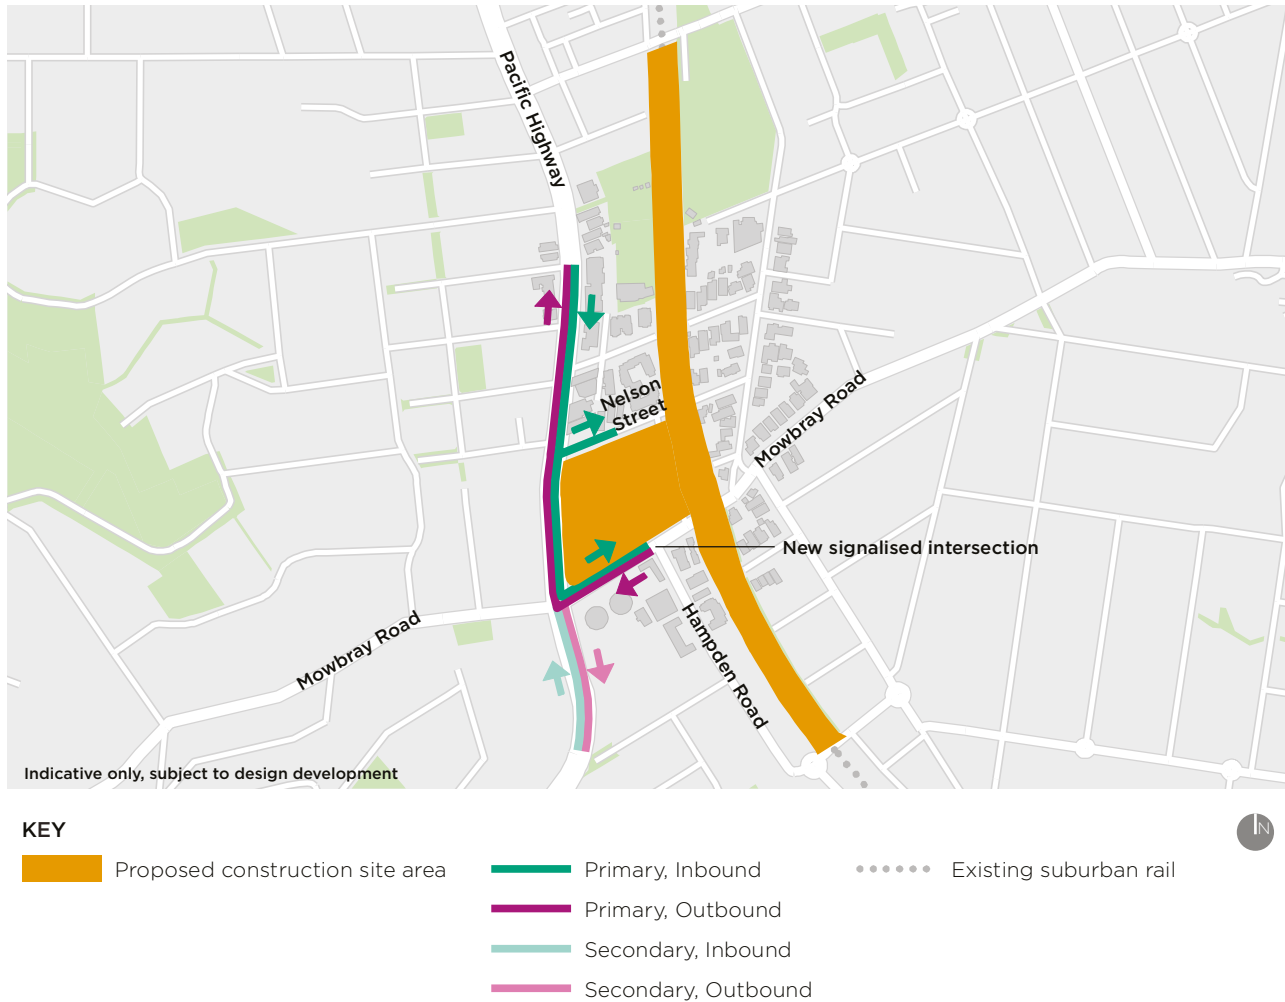 Pacific Highway
Nelson
Street
Mowbray Road
New signalised intersection
Mowbray Road
Hampden Road
Indicative only, subject to design development
KEY
N
Proposed construction site area
Primary, Inbound
Existing suburban rail
Primary, Outbound
Secondary, Inbound
Secondary, Outbound